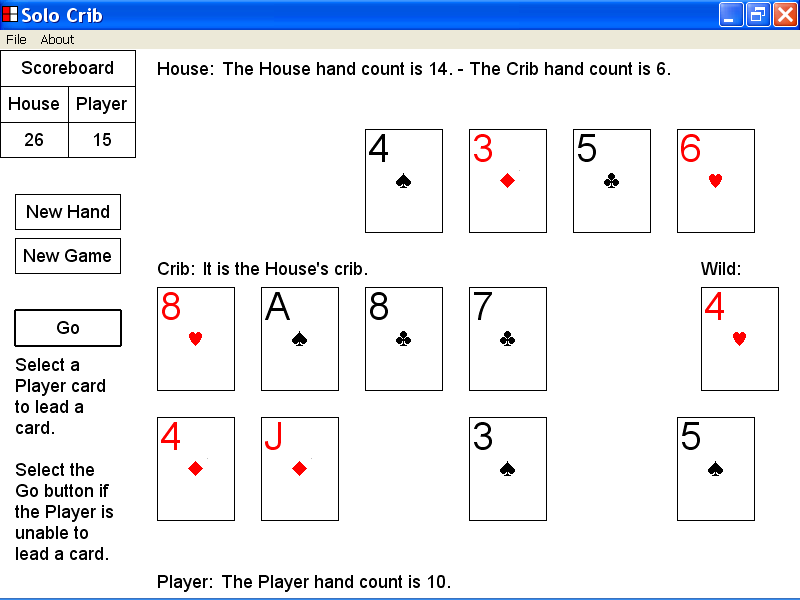 Solo Crib
File About
Scoreboard
House Player
26 15
House: The House hand count is 14. - The Crib hand count is 6.
4 3 5 6
New Hand
New Game
Crib: It is the House's crib.
Wild:
8 A 8 7 4
Go
Select a
Player card
to lead a
card.
Select the
Go button if
the Player is
unable to
lead a card.
4 J 3 5
Player: The Player hand count is 10.